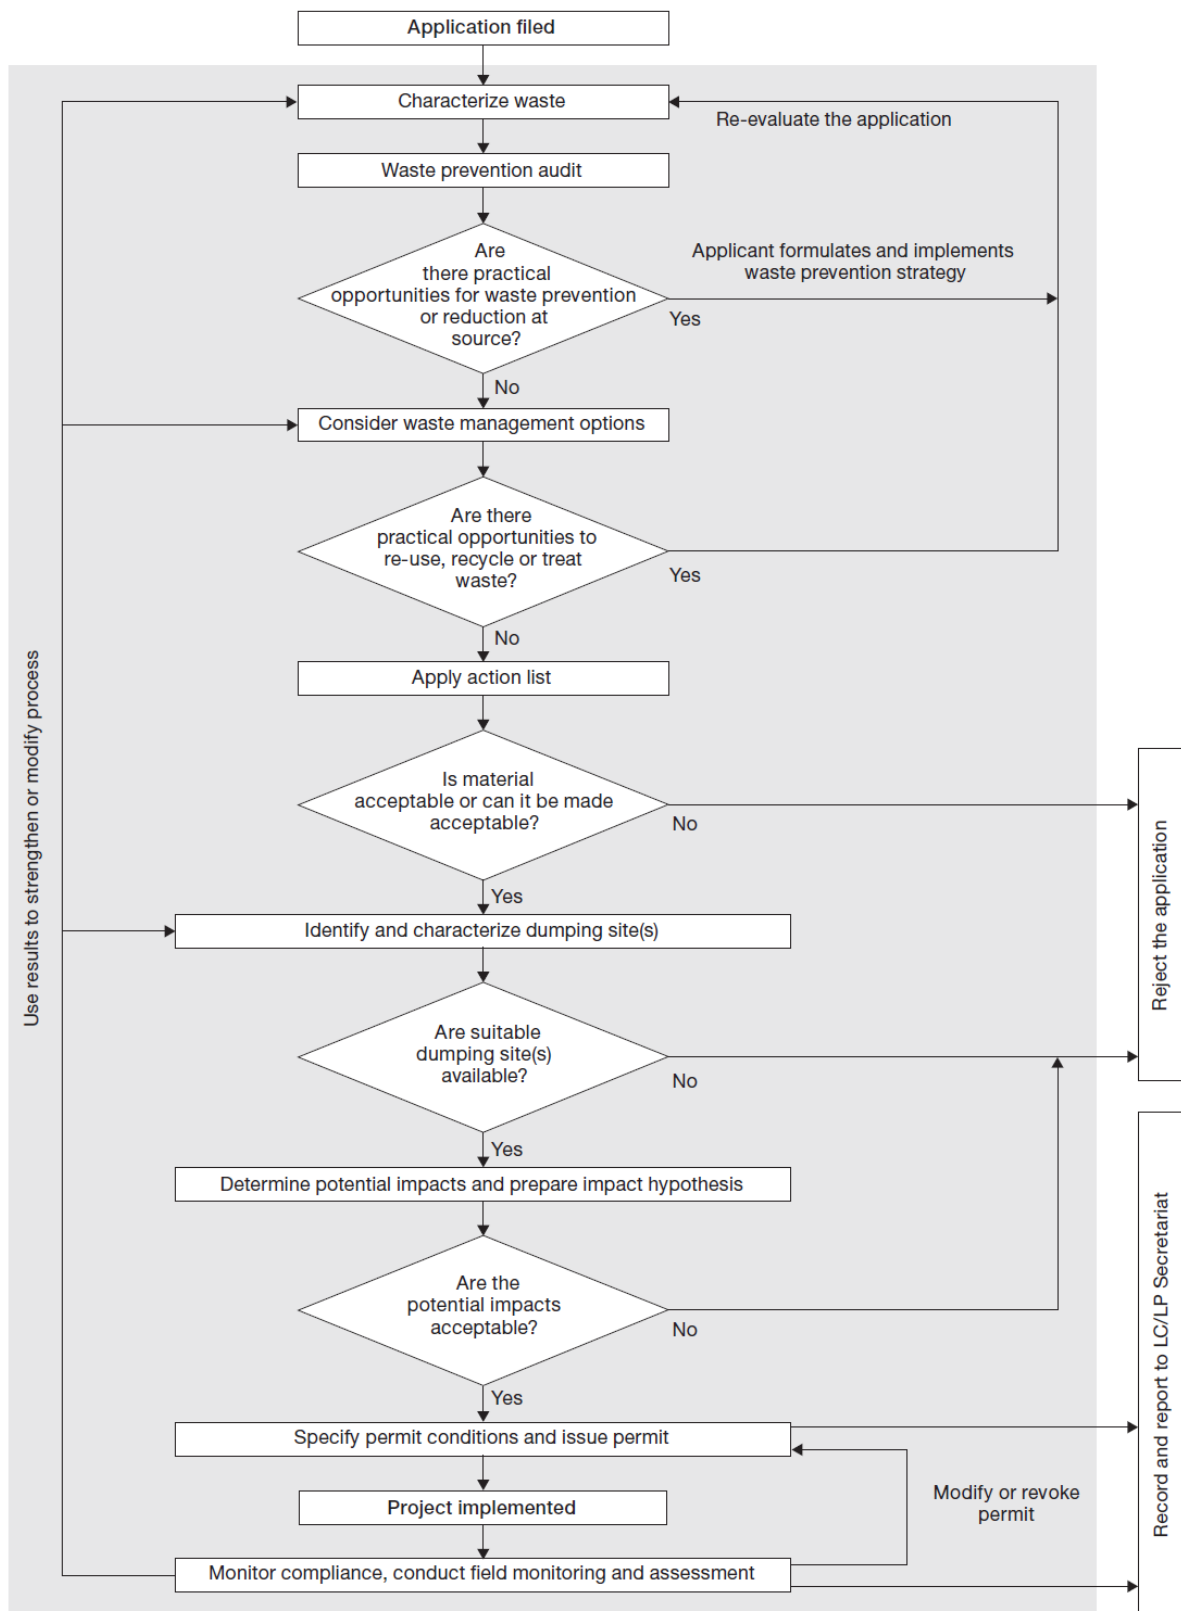 Application filed
Characterize waste
Re-evaluate the application
Waste prevention audit
Are
there practical
opportunities for waste prevention
or reduction at
source?
Applicant formulates and implements
waste prevention strategy
Yes
No
Consider waste management options
Are there
practical opportunities to
re-use, recycle or treat
waste?
Yes
No
Apply action list
Is material
acceptable or can it be made
acceptable?
No
Yes
Identify and characterize dumping site(s)
Are suitable
dumping site(s)
available?
No
Yes
Determine potential impacts and prepare impact hypothesis
Are the
potential impacts
acceptable?
No
Yes
Specify permit conditions and issue permit
Project implemented
Modify or revoke
permit
Monitor compliance, conduct field monitoring and assessment
Use results to strengthen or modify process
Reject the application
Record and report to LC/LP Secretariat